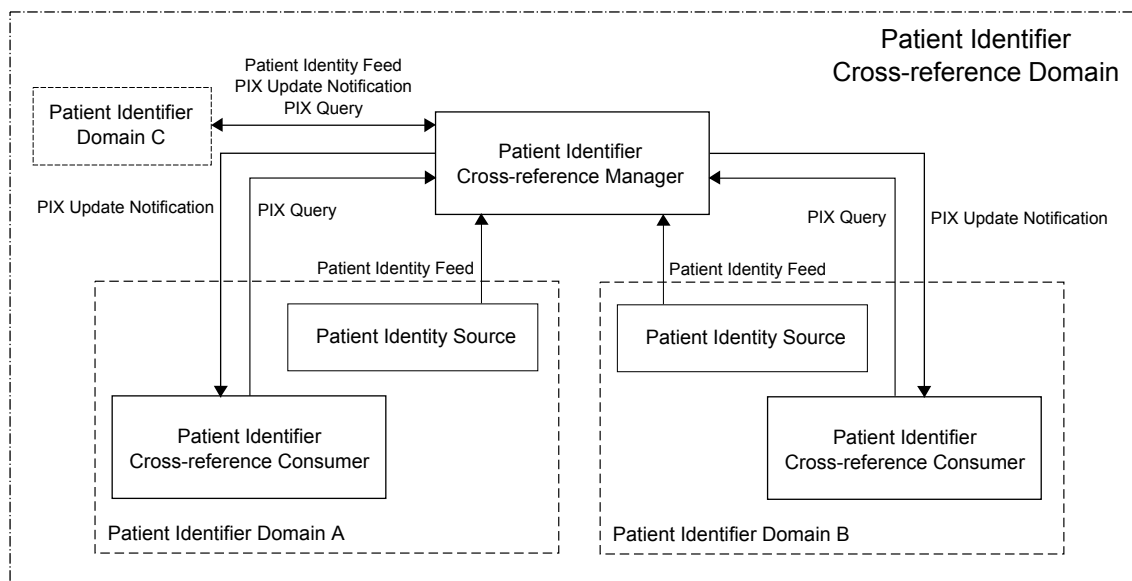 Patient Identifier
Cross-reference Domain
Patient Identity Feed
PIX Update Notification
PIX Query
Patient Identifier
Domain C
Patient Identifier
Cross-reference Manager
PIX Update Notification
PIX Query
PIX Query
PIX Update Notification
Patient Identity Feed
Patient Identity Feed
Patient Identity Source
Patient Identity Source
Patient Identifier
Cross-reference Consumer
Patient Identifier
Cross-reference Consumer
Patient Identifier Domain A
Patient Identifier Domain B